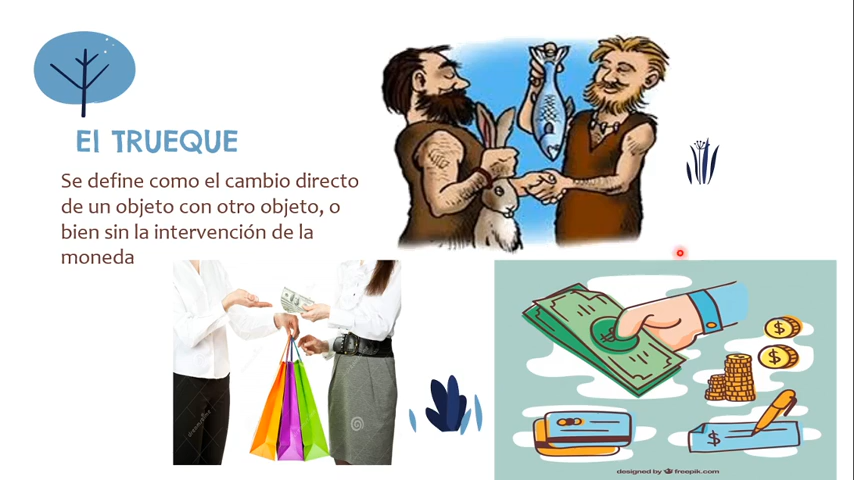 El TRUEQUE
Se define como el cambio directo
de un objeto con otro objeto, o
bien sin la intervención de la
moneda
$
$
$
designed by freepik.com